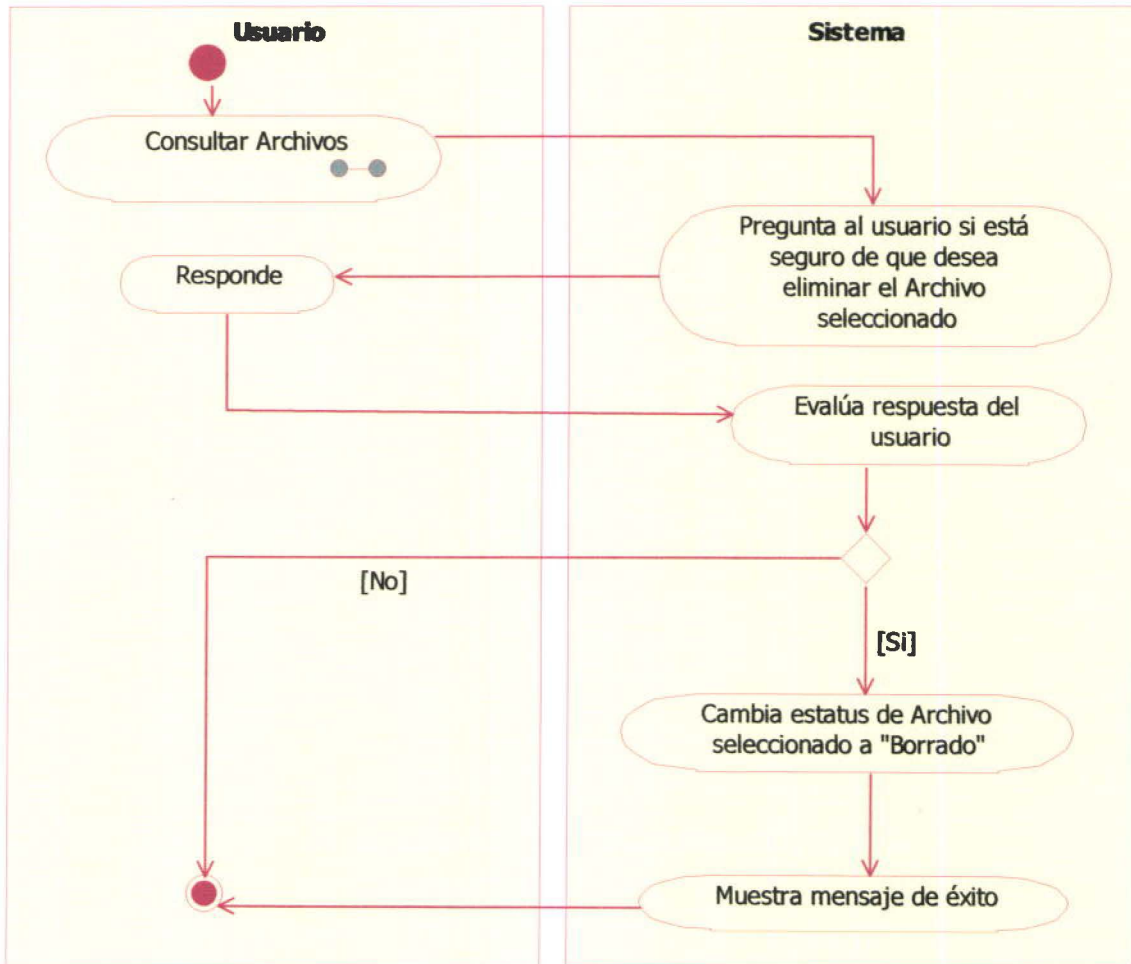 Usuario
Sistema
Consultar Archivos
Pregunta al usuario si está
seguro de que desea
eliminar el Archivo
seleccionado
Responde
Evalúa respuesta del
usuario
[No]
[Si]
Cambia estatus de Archivo
seleccionado a "Borrado"
Muestra mensaje de éxito